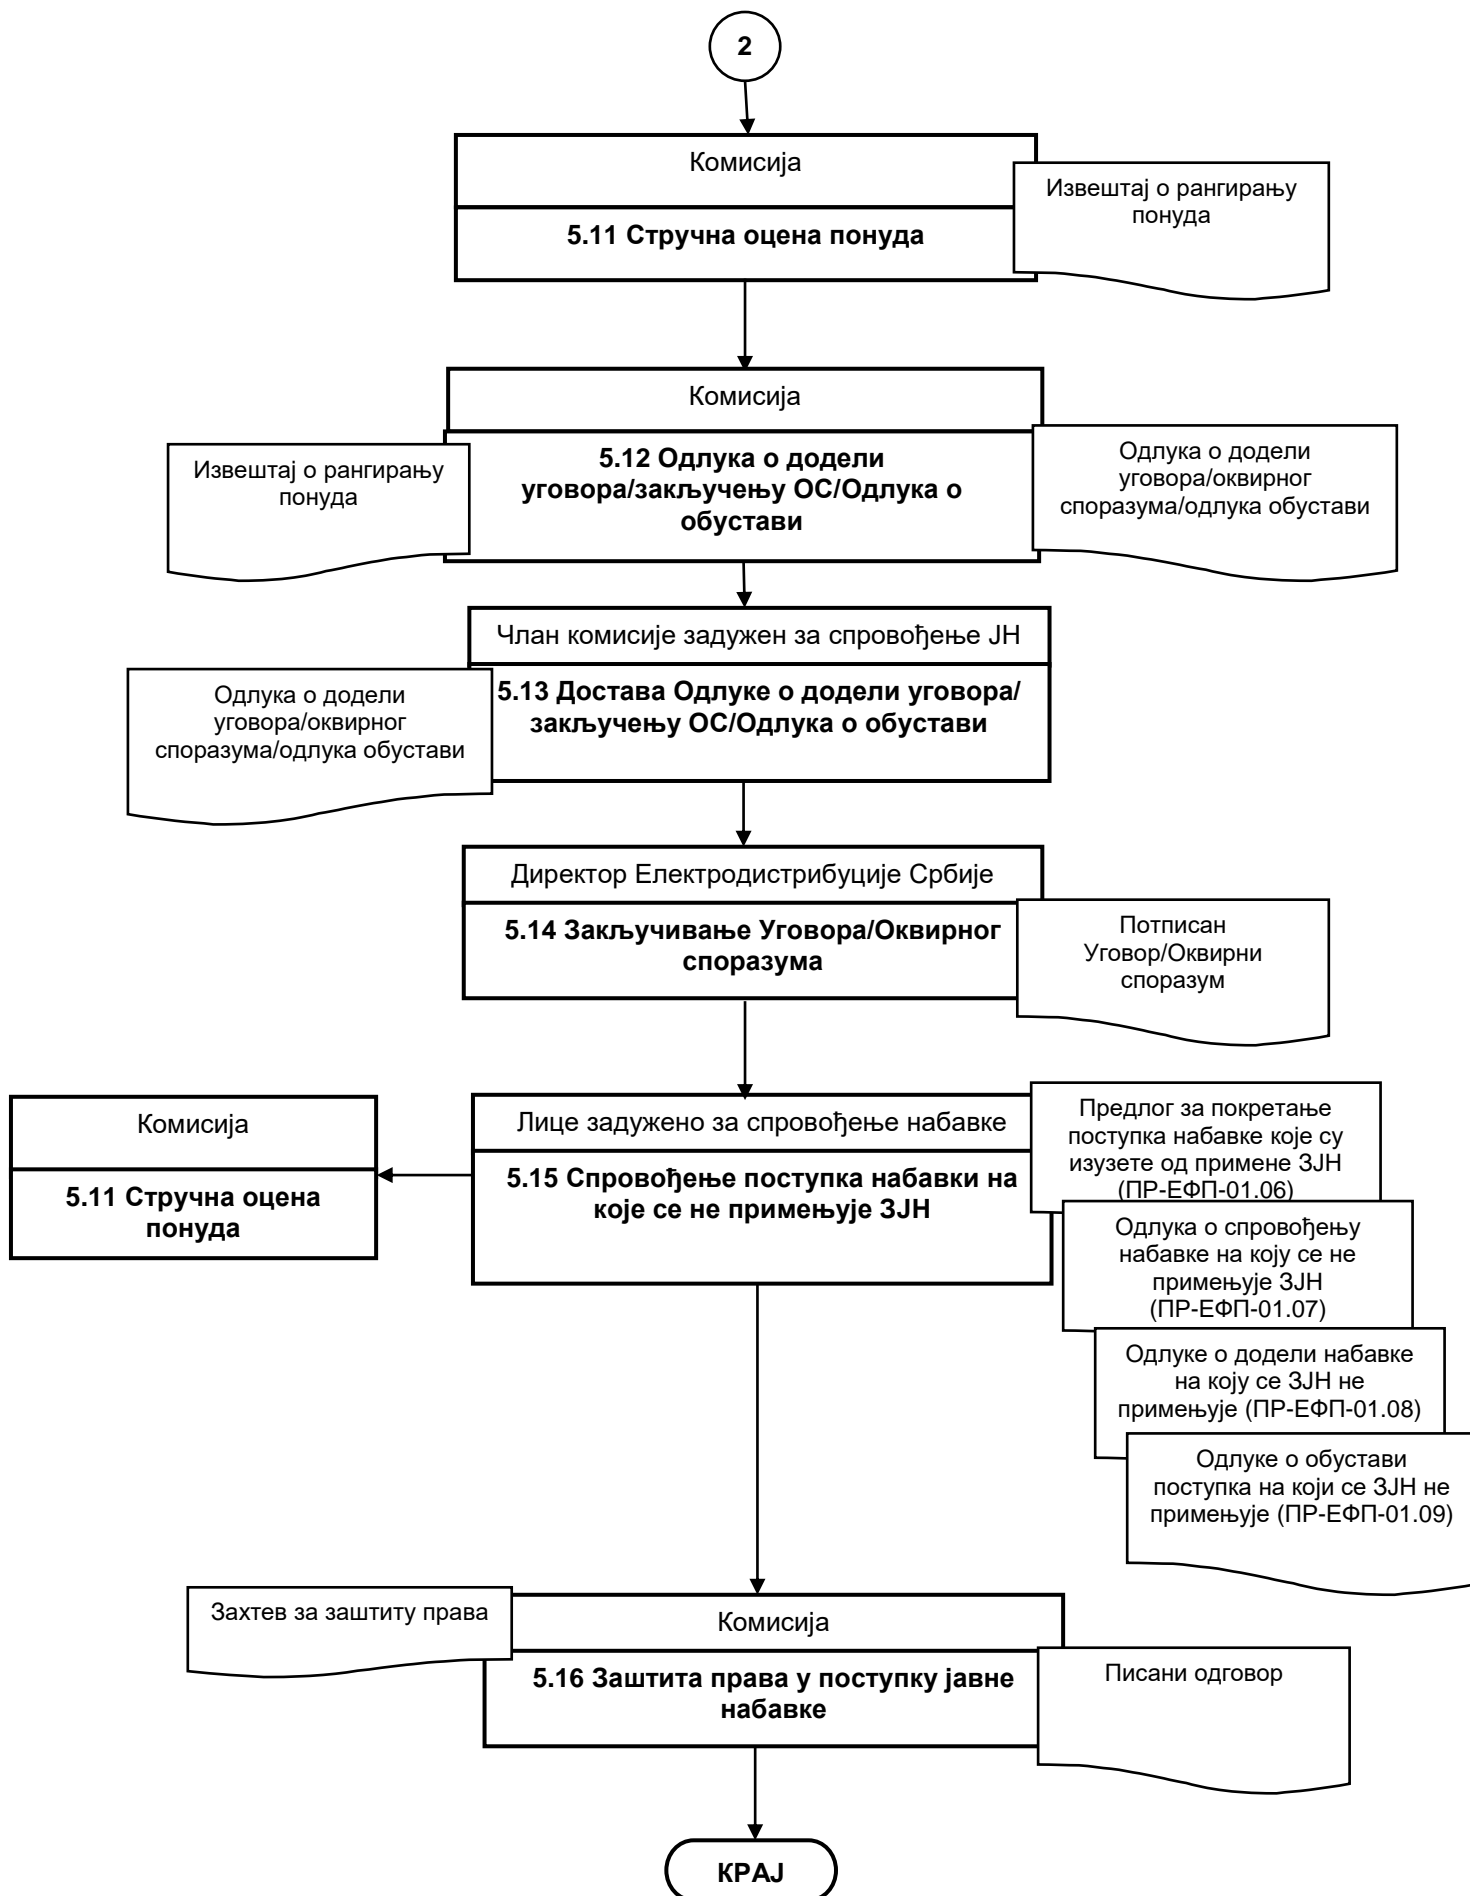 2
Комисија
5.11 Стручна оцена понуда
Извештај о рангирању
понуда
Комисија
5.12 Одлука о додели
уговора/закључењу ОС/Одлука о
обустави
Извештај о рангирању
понуда
Одлука о додели
уговора/оквирног
споразума/одлука обустави
Члан комисије задужен за спровођење ЈН
5.13 Достава Одлуке о додели уговора/
закључењу ОС/Одлука о обустави
Одлука о додели
уговора/оквирног
споразума/одлука обустави
Директор Електродистрибуције Србије
5.14 Закључивање Уговора/Оквирног
споразума
Потписан
Уговор/Оквирни
споразум
Комисија
5.11 Стручна оцена
понуда
Лице задужено за спровођење набавке
5.15 Спровођење поступка набавки на
које се не примењује ЗЈН
Предлог за покретање
поступка набавке које су
изузете од примене ЗЈН
(ПР-ЕФП-01.06)
Одлука о спровођењу
набавке на коју се не
примењује ЗЈН
(ПР-ЕФП-01.07)
Одлуке о додели набавке
на коју се ЗЈН не
примењује (ПР-ЕФП-01.08)
Одлуке о обустави
поступка на који се ЗЈН не
примењује (ПР-ЕФП-01.09)
Захтев за заштиту права
Комисија
5.16 Заштита права у поступку јавне
набавке
Писани одговор
КРАЈ